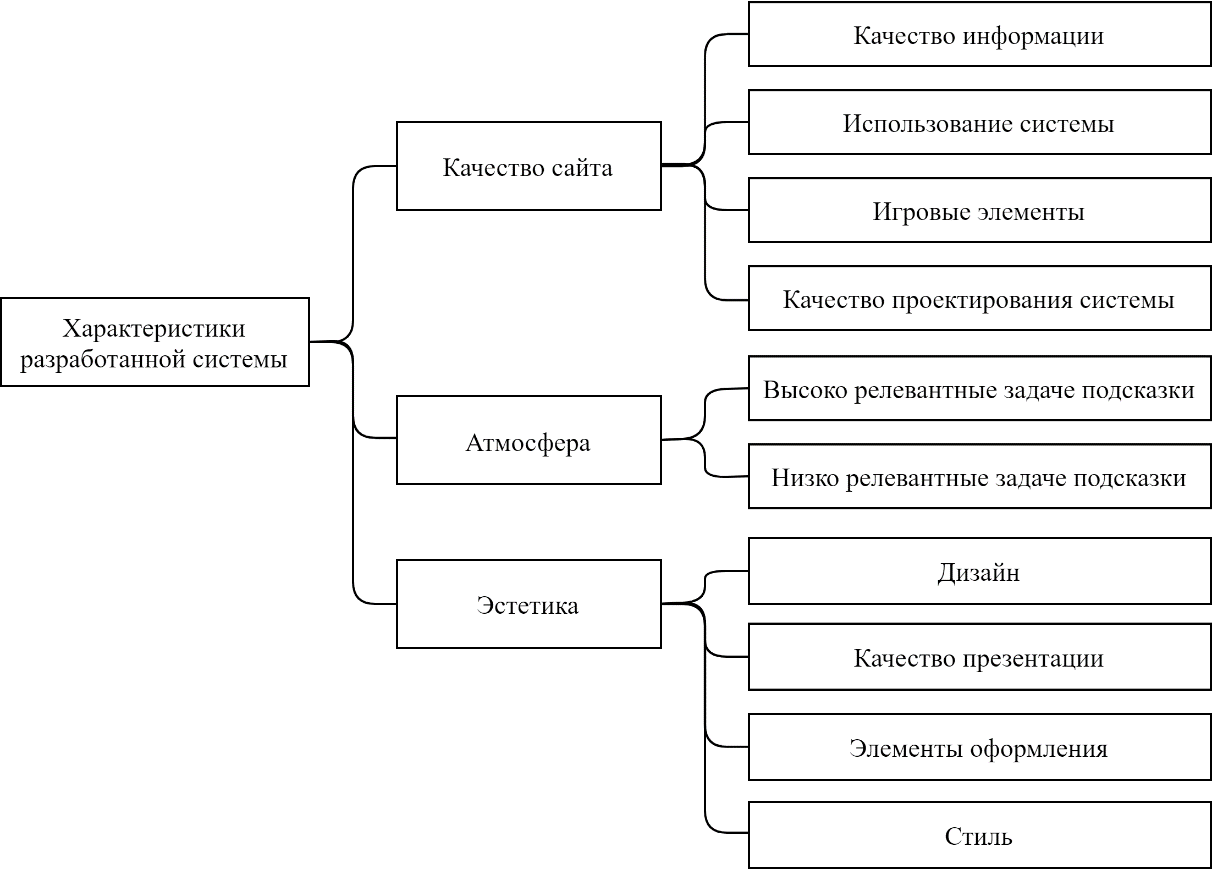 Характеристики
разработанной системы
Качество сайта
Качество информации
Использование системы
Игровые элементы
Качество проектирования системы
Атмосфера
Высоко релевантные задаче подсказки
Низко релевантные задаче подсказки
Эстетика
Дизайн
Качество презентации
Элементы оформления
Стиль